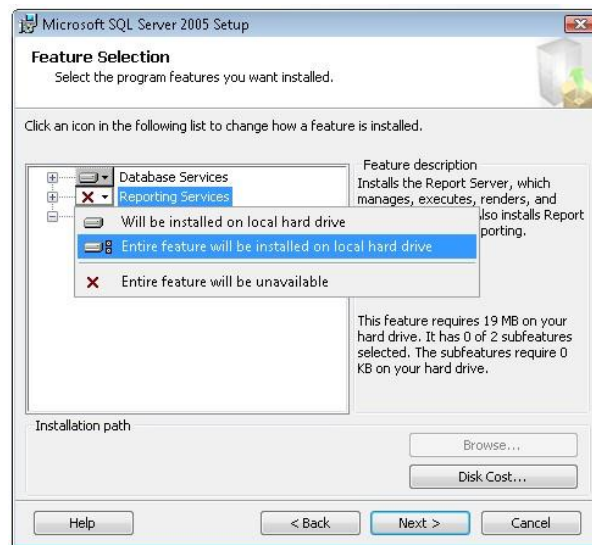 Microsoft SQL Server 2005 Setup
Feature Selection
Select the program features you want installed.
Click an icon in the following list to change how a feature is installed.
Database Services
Reporting Services
Will be installed on local hard drive
Entire feature will be installed on local hard drive
Entire feature will be unavailable
Feature description
Installs the Report Server, which
manages, executes, renders, and
lso installs Report
porting.
This feature requires 19 MB on your
hard drive. It has 0 of 2 subfeatures
selected. The subfeatures require 0
KB on your hard drive.
Installation path
Browse...
Disk Cost...
Help
< Back
Next >
Cancel